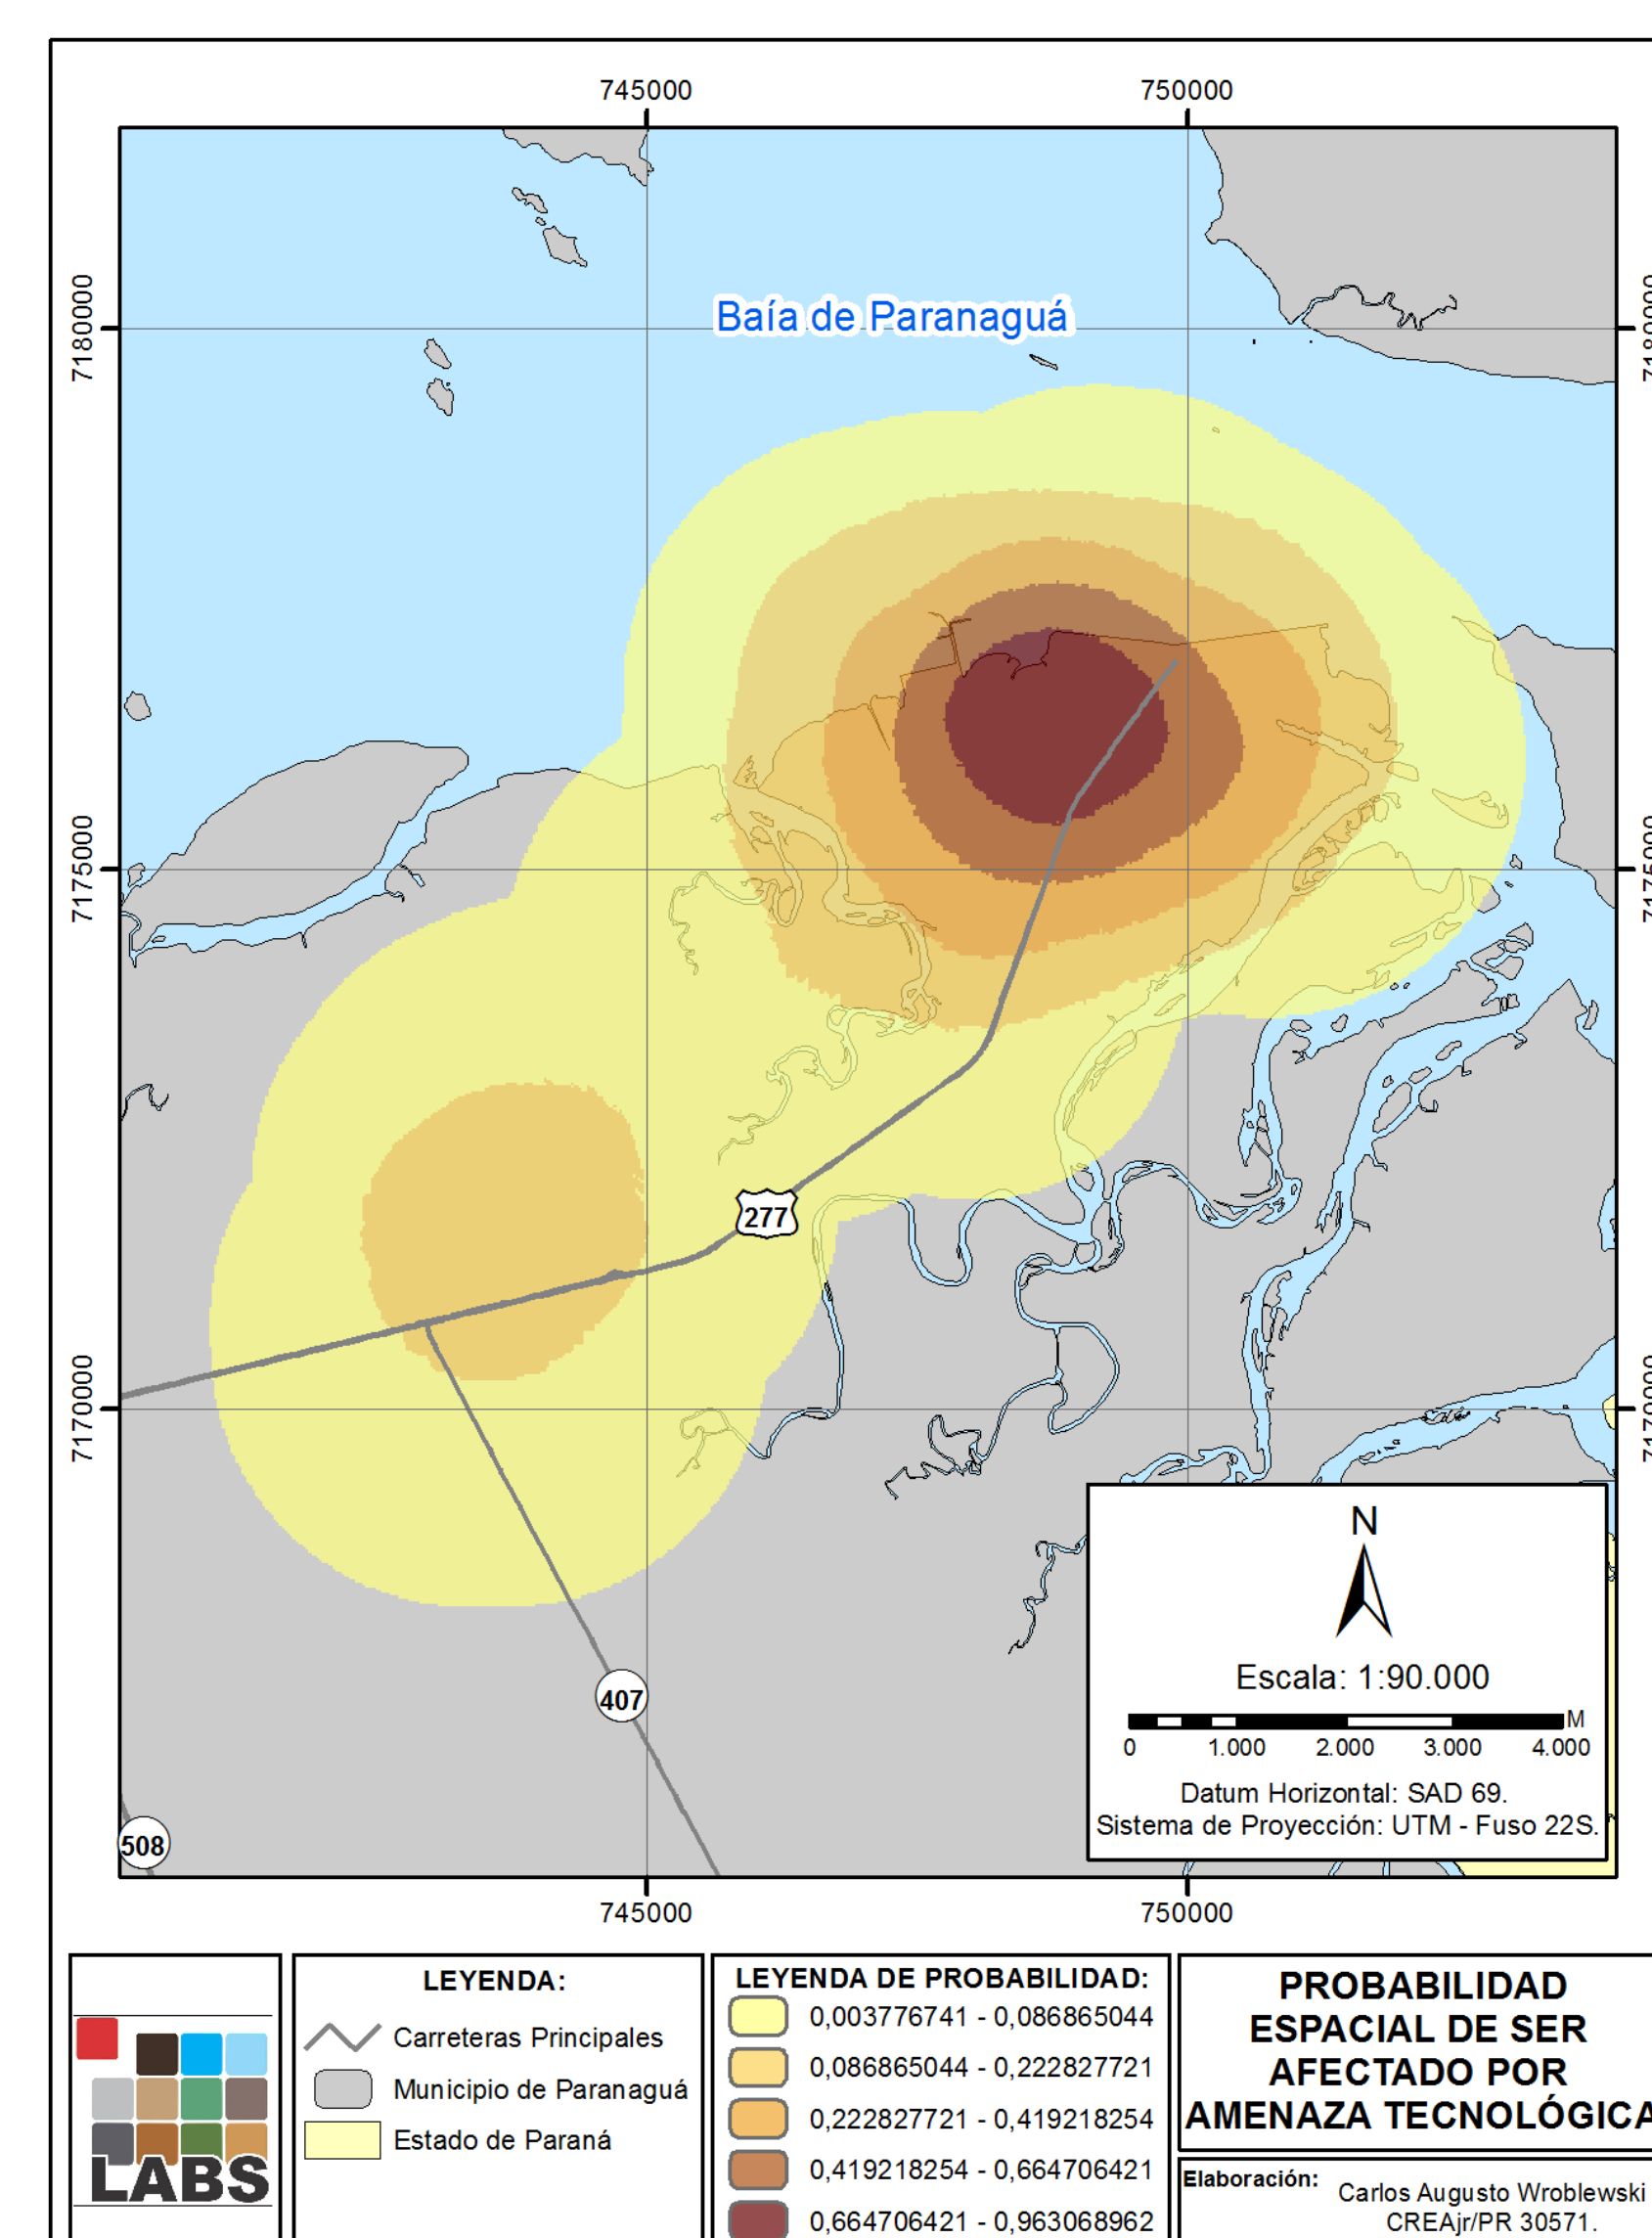 745000 750000
7180000 7180000
Baía de Paranaguá
7175000 7175000
277
7170000 7170000
N
Escala: 1:90.000
M
0 1.000 2.000 3.000 4.000
Datum Horizontal: SAD 69.
Sistema de Proyección: UTM - Fuso 22S.
407
508
745000 750000
LABS
LEYENDA:
Carreteras Principales
Municipio de Paranaguá
Estado de Paraná
LEYENDA DE PROBABILIDAD:
0,003776741 - 0,086865044
0,086865044 - 0,222827721
0,222827721 - 0,419218254
0,419218254 - 0,664706421
0,664706421 - 0,963068962
PROBABILIDAD
ESPACIAL DE SER
AFECTADO POR
AMENAZA TECNOLÓGICA
Elaboración: Carlos Augusto Wroblewski
CREAjr/PR 30571.